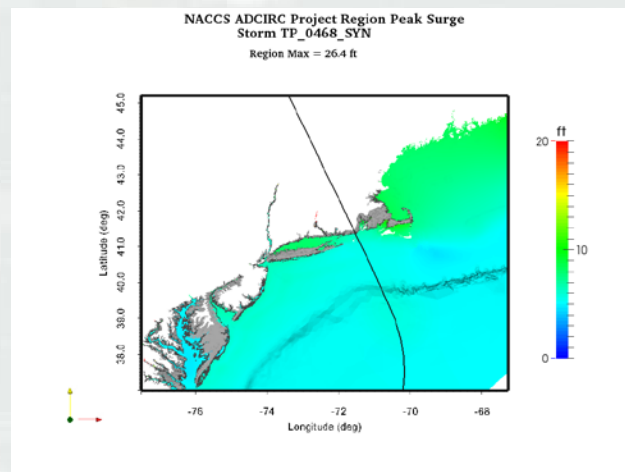 NACCS ADCIRC Project Region Peak Surge
Storm TP_0468_SYN
Region Max = 26.4 ft
ft
20
10
0
45.0
44.0
43.0
42.0
41.0
40.0
39.0
38.0
Latitude (deg)
-76 -74 -72 -70 -68
Longitude (deg)